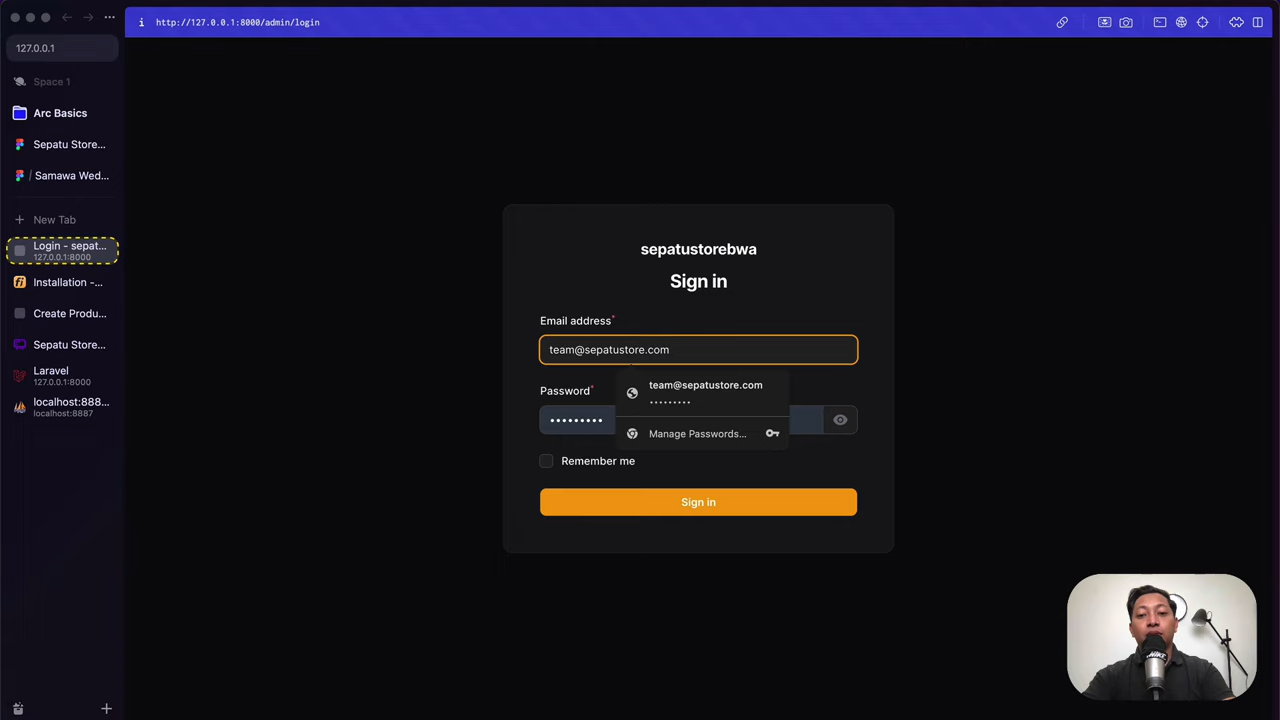 http://127.0.0.1:8000/admin/login
127.0.0.1
Space 1
Arc Basics
Sepatu Store...
/ Samawa Wed...
New Tab
Login - sepat...
127.0.0.1:8000
Installation -...
Create Produ...
Sepatu Store...
Laravel
127.0.0.1:8000
localhost:888...
localhost:8887
sepatustorebwa
Sign in
Email address*
team@sepatustore.com
Password*
team@sepatustore.com
Manage Passwords...
Remember me
Sign in
NIKE